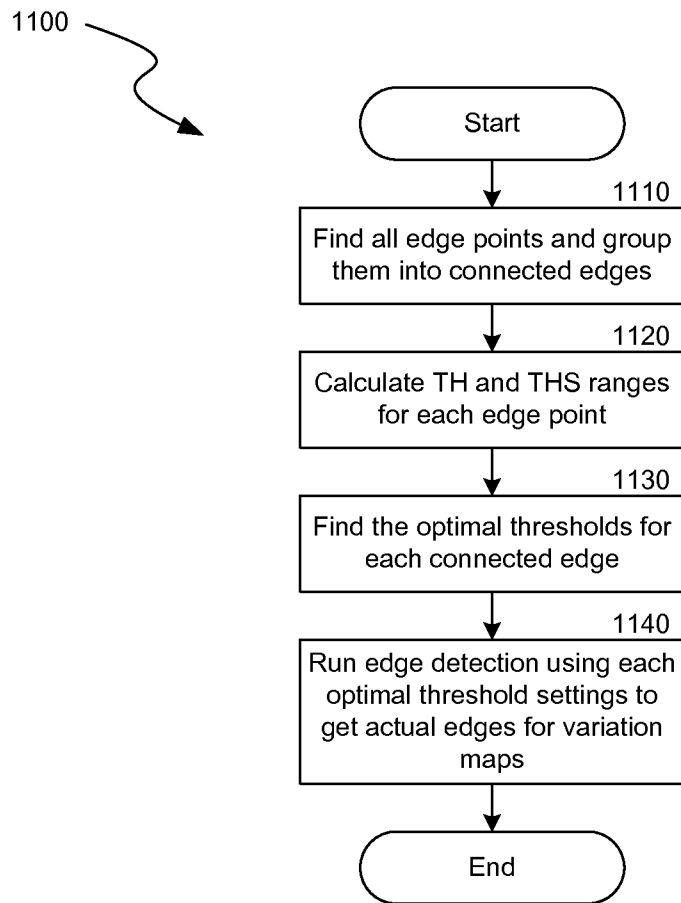 1100
Start
1110
Find all edge points and group
them into connected edges
1120
Calculate TH and THS ranges
for each edge point
1130
Find the optimal thresholds for
each connected edge
1140
Run edge detection using each
optimal threshold settings to
get actual edges for variation
maps
End